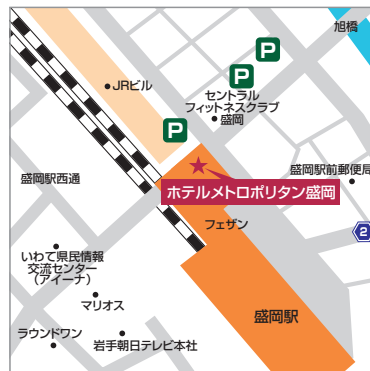 旭橋
P
P
JRビル
セントラル
フィットネスクラブ
盛岡
P
盛岡駅西通
盛岡駅前郵便局
ホテルメトロポリタン盛岡
フェザン
2
いわて県民情報
交流センター
(アイーナ)
マリオス
盛岡駅
ラウンドワン
岩手朝日テレビ本社